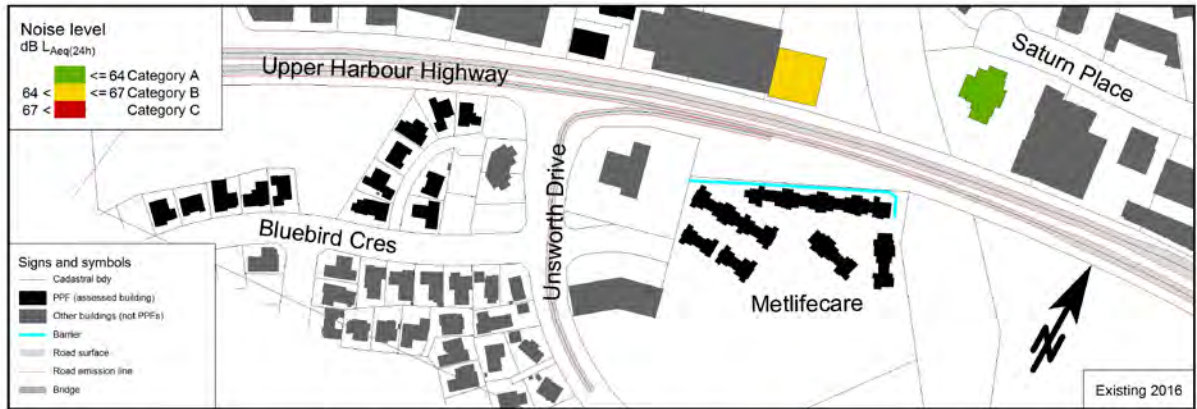 Noise level
dB LAeq(24h)
<= 64 Category A
64 < <= 67 Category B
67 < Category C
Upper Harbour Highway
Saturn Place
Unsworth Drive
Bluebird Cres
Metlifecare
Signs and symbols
Cadastral bdy
PPF (assessed building)
Other buildings (not PPFs)
Barrier
Road surface
Road emission line
Bridge
N
Existing 2016